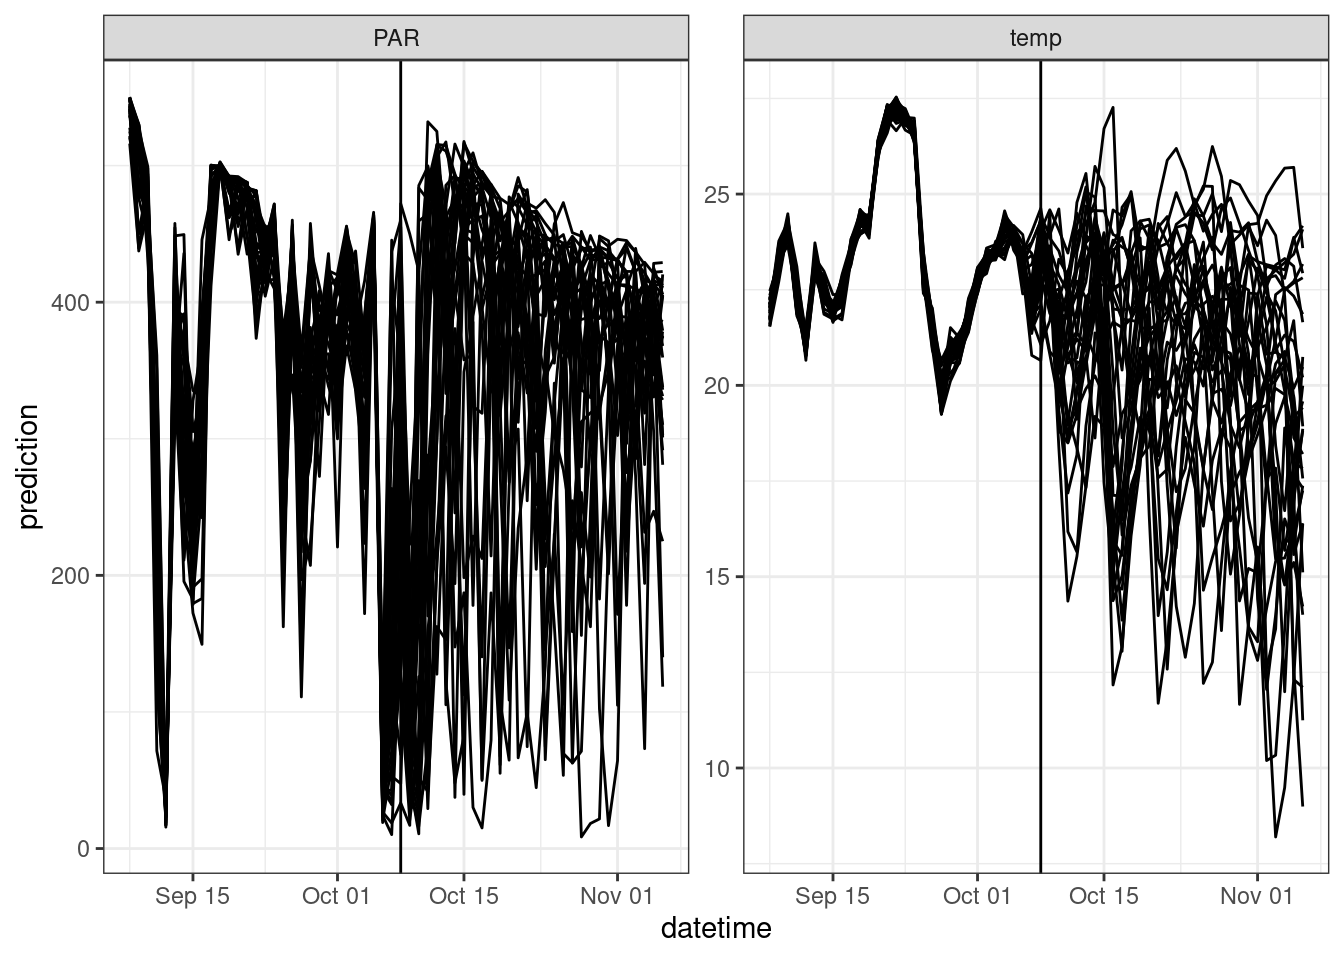 PAR
temp
prediction
400
200
0
25
20
15
10
Sep 15
Oct 01
Oct 15
Nov 01
Sep 15
Oct 01
Oct 15
Nov 01
datetime